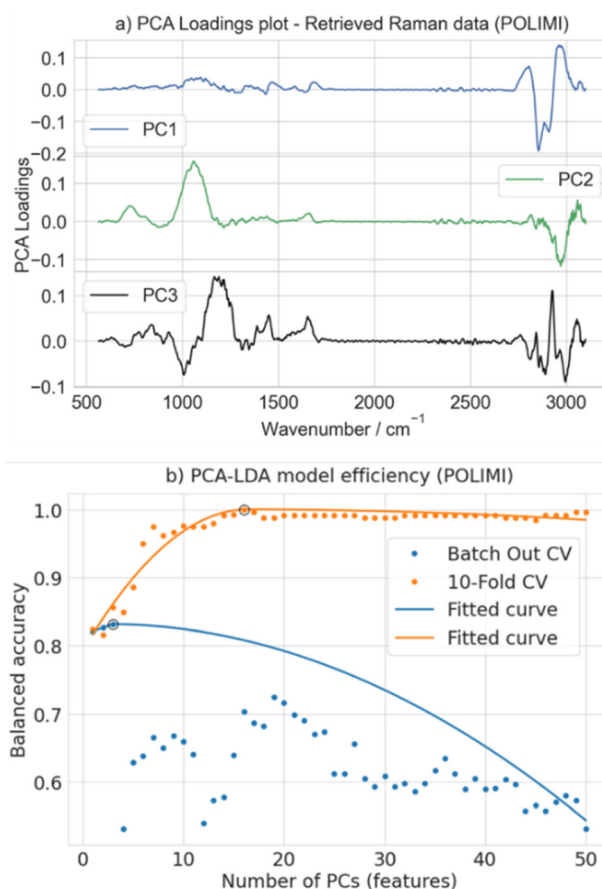 a) PCA Loadings plot - Retrieved Raman data (POLIMI)
0.1
0.0
−0.1
PC1
−0.2
0.1
0.0
−0.1
PC2
0.1
0.0
−0.1
PC3
PCA Loadings
500 1000 1500 2000 2500 3000
Wavenumber / cm⁻¹
b) PCA-LDA model efficiency (POLIMI)
1.0
0.9
0.8
0.7
0.6
Balanced accuracy
Batch Out CV
10-Fold CV
Fitted curve
Fitted curve
0 10 20 30 40 50
Number of PCs (features)